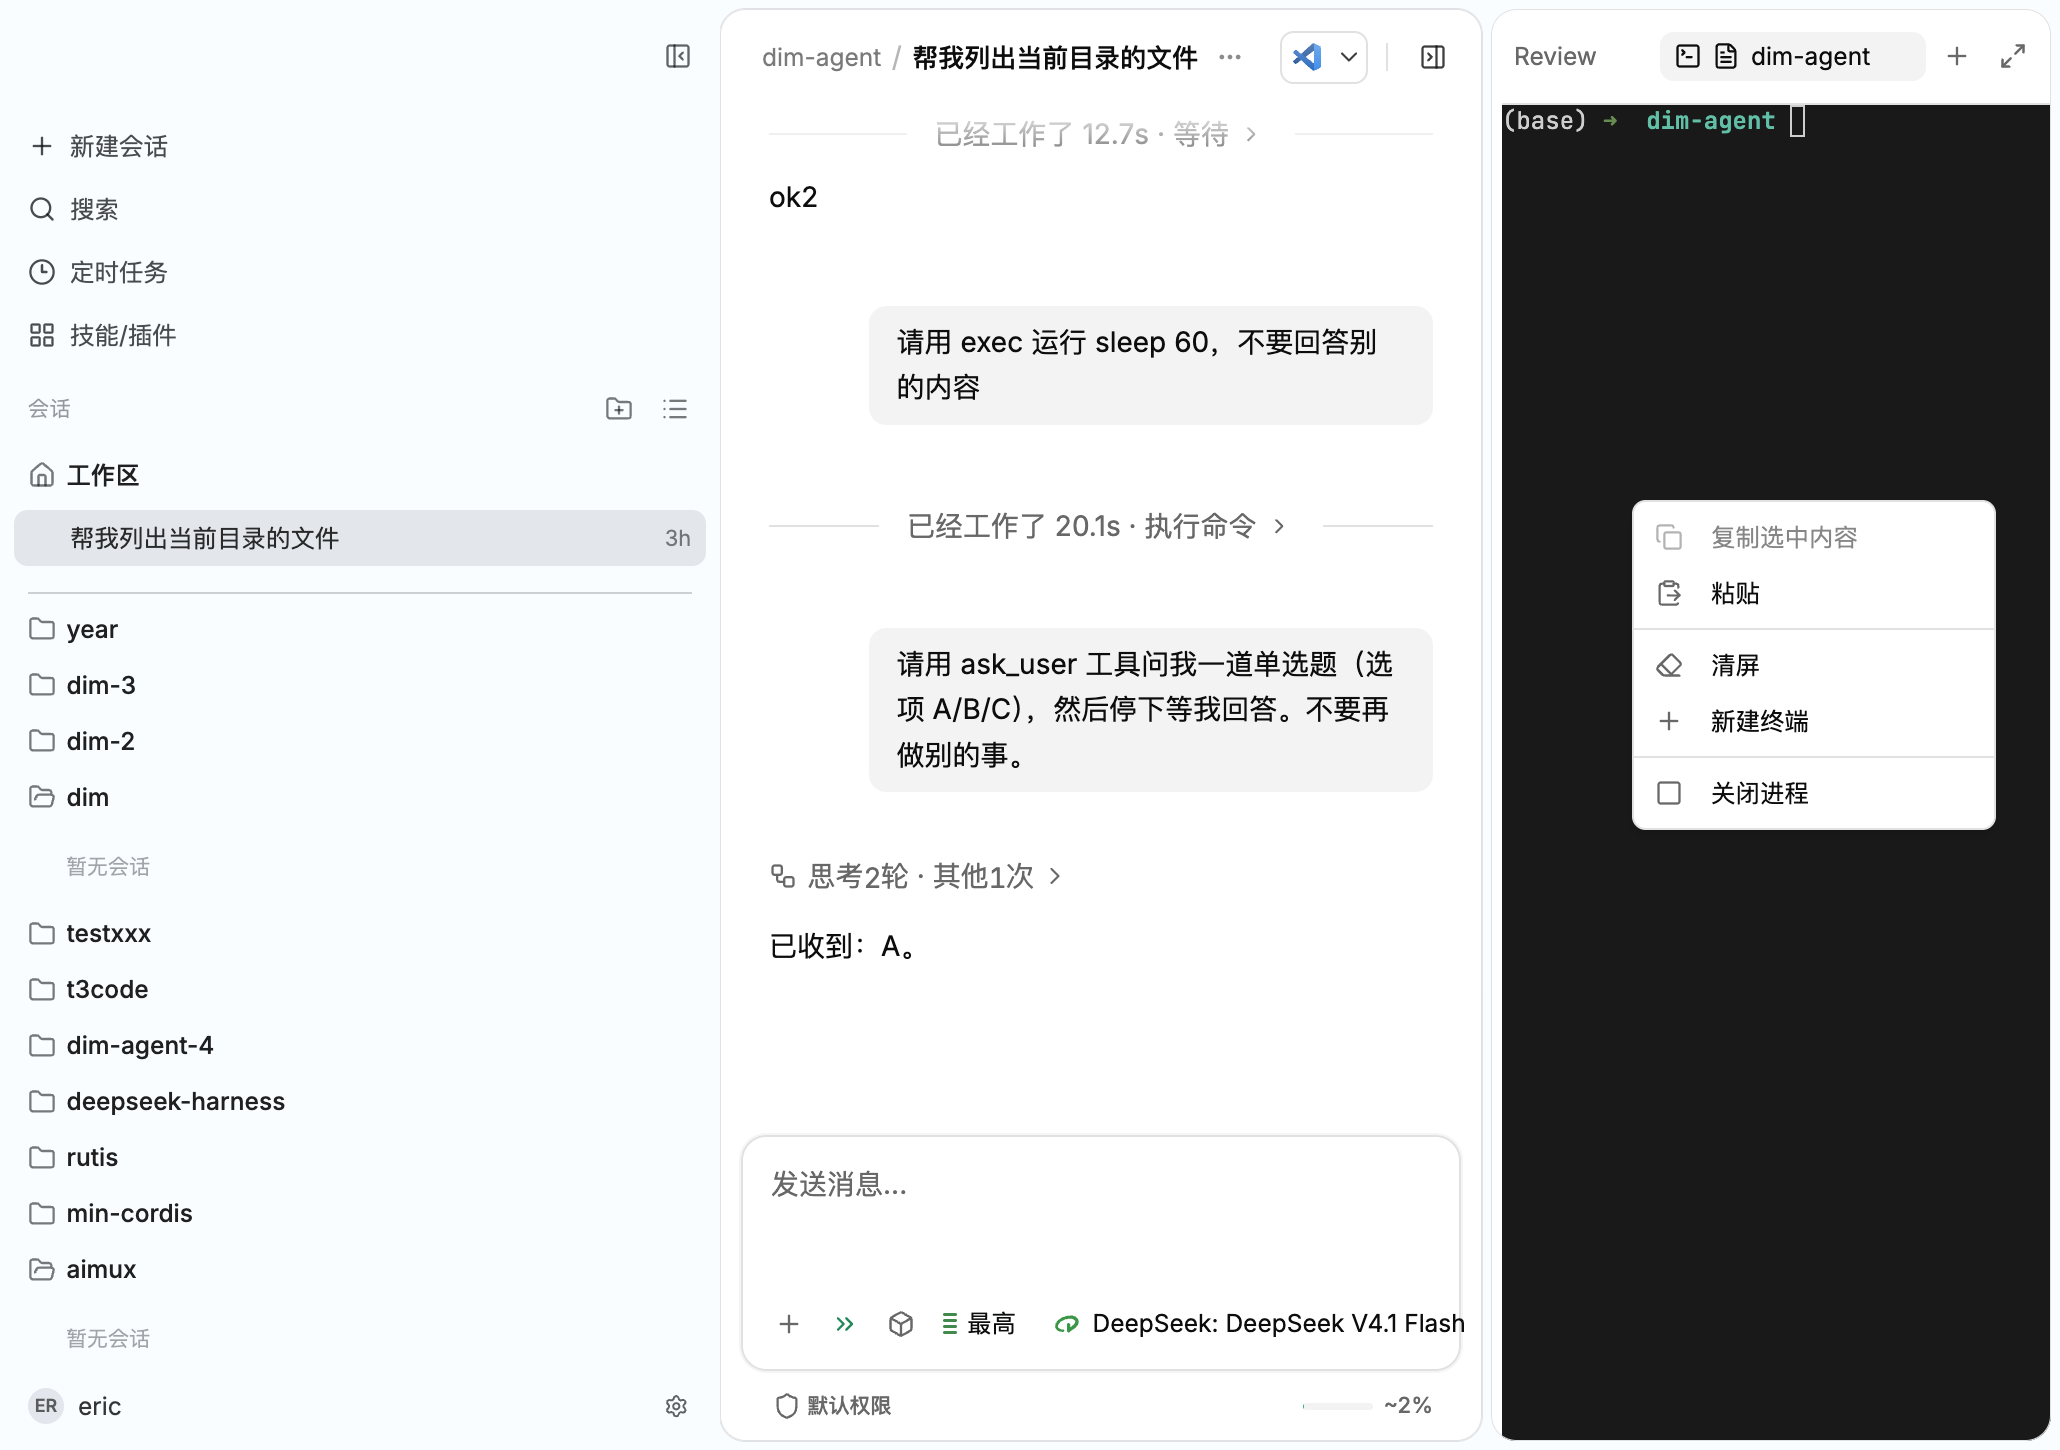 新建会话
搜索
定时任务
技能/插件
会话
工作区
帮我列出当前目录的文件 3h
year
dim-3
dim-2
dim
暂无会话
testxxx
t3code
dim-agent-4
deepseek-harness
rutis
min-cordis
aimux
暂无会话
ER eric
dim-agent / 帮我列出当前目录的文件 ···
已经工作了 12.7s · 等待 >
ok2
请用 exec 运行 sleep 60，不要回答别
的内容
已经工作了 20.1s · 执行命令 >
请用 ask_user 工具问我一道单选题（选
项 A/B/C），然后停下等我回答。不要再
做别的事。
思考2轮 · 其他1次 >
已收到：A。
发送消息...
最高 DeepSeek: DeepSeek V4.1 Flash
默认权限 ~2%
Review dim-agent
(base) → dim-agent
复制选中内容
粘贴
清屏
新建终端
关闭进程